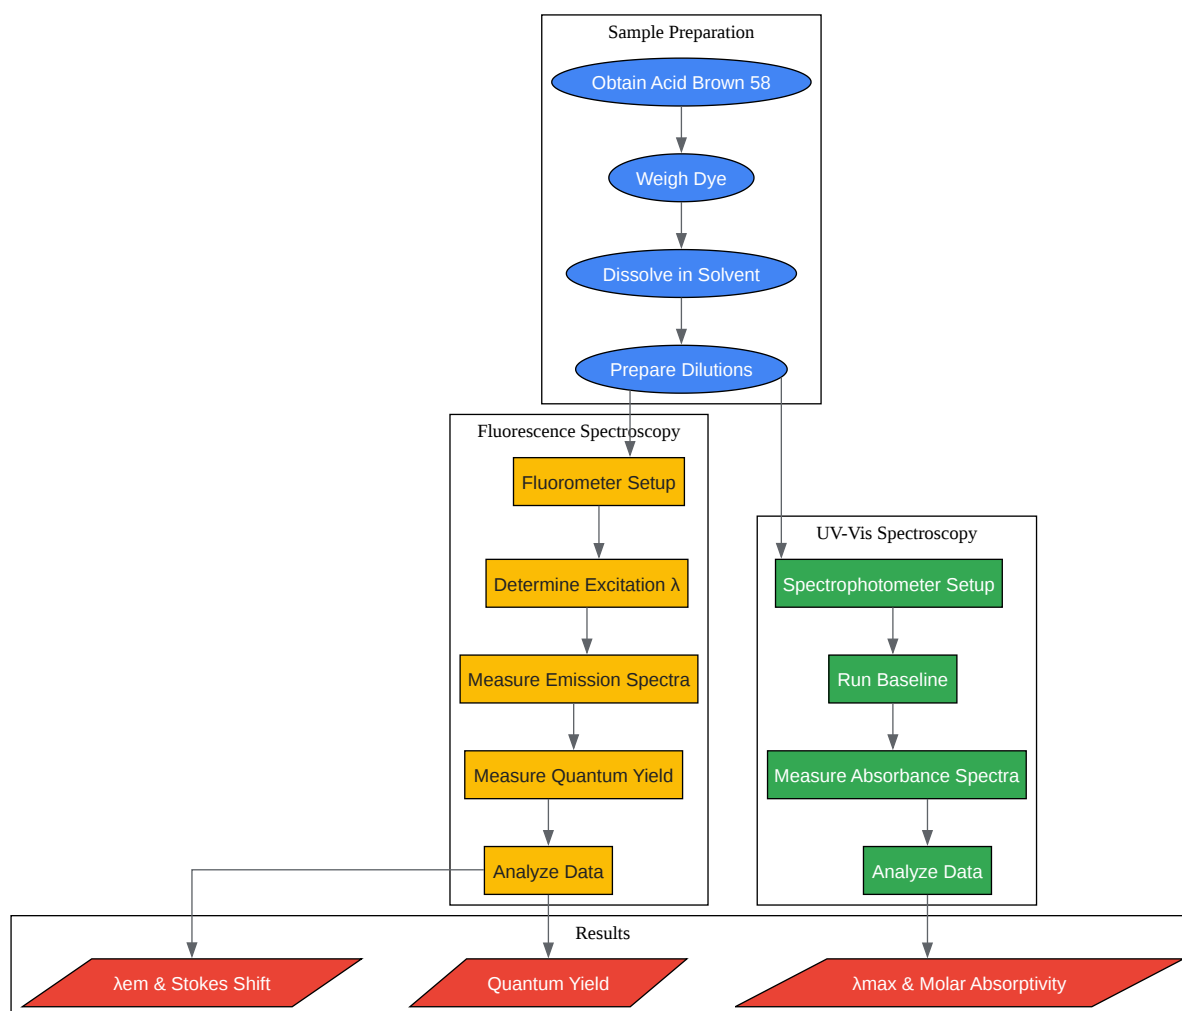 Sample Preparation
Obtain Acid Brown 58
Weigh Dye
Dissolve in Solvent
Prepare Dilutions
Fluorescence Spectroscopy
Fluorometer Setup
Determine Excitation λ
Measure Emission Spectra
Measure Quantum Yield
Analyze Data
UV-Vis Spectroscopy
Spectrophotometer Setup
Run Baseline
Measure Absorbance Spectra
Analyze Data
Results
λem & Stokes Shift
Quantum Yield
λmax & Molar Absorptivity